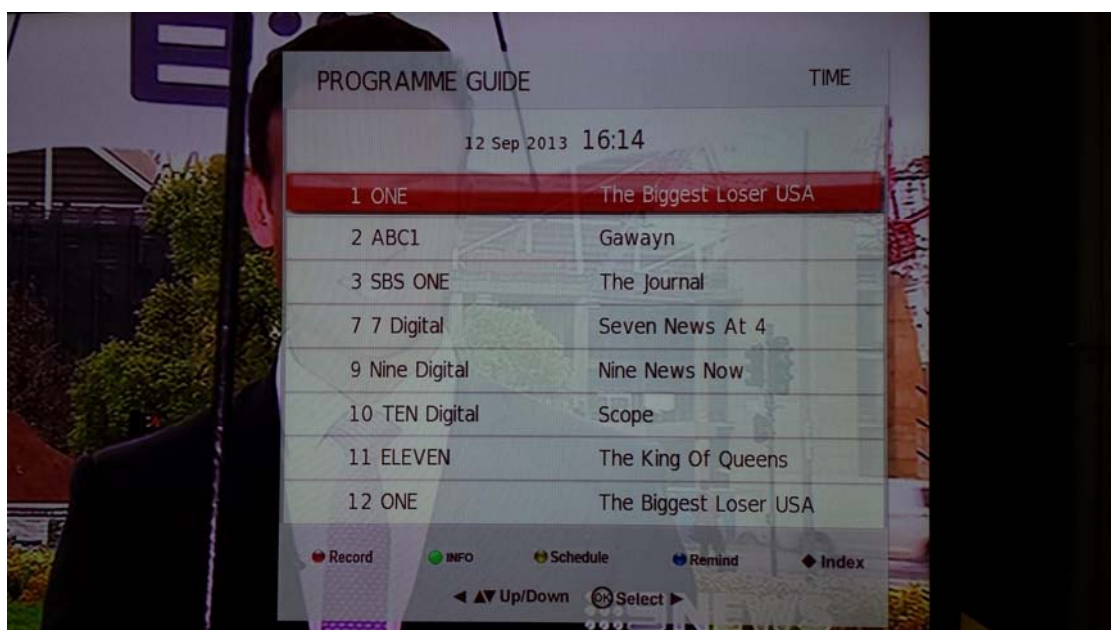 PROGRAMME GUIDE TIME
12 Sep 2013 16:14
1 ONE The Biggest Loser USA
2 ABC1 Gawayn
3 SBS ONE The Journal
7 7 Digital Seven News At 4
9 Nine Digital Nine News Now
10 TEN Digital Scope
11 ELEVEN The King Of Queens
12 ONE The Biggest Loser USA
Record INFO Schedule Remind Index
Up/Down OK Select
NEWS